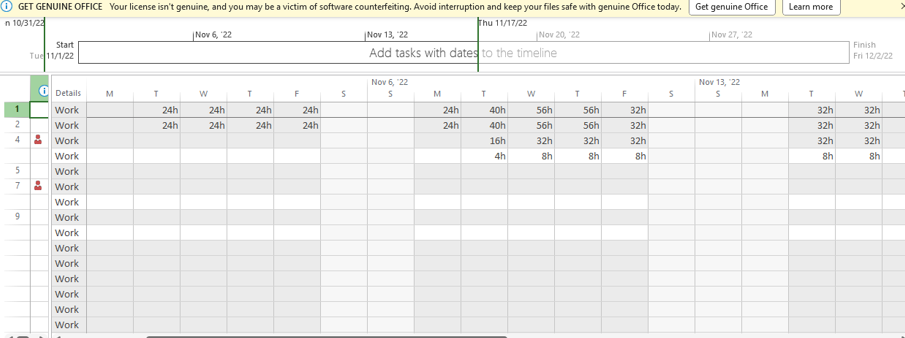 GET GENUINE OFFICE Your license isn't genuine, and you may be a victim of software counterfeiting. Avoid interruption and keep your files safe with genuine Office today. Get genuine Office Learn more
n 10/31/22 Thu 11/17/22
Nov 6, '22 Nov 13, '22 Nov 20, '22 Nov 27, '22
Start Add tasks with dates to the timeline Finish
Tue 11/1/22 Fri 12/2/22
Nov 6, '22 Nov 13, '22
Details M T W T F S S M T W T F S S M T W T
1 Work 24h 24h 24h 24h 24h 40h 56h 56h 32h 32h 32h
2 Work 24h 24h 24h 24h 24h 40h 56h 56h 32h 32h 32h
4 Work 16h 32h 32h 32h 32h 32h
Work 4h 8h 8h 8h 8h 8h
5 Work
7 Work
Work
9 Work
Work
Work
Work
Work
Work
Work